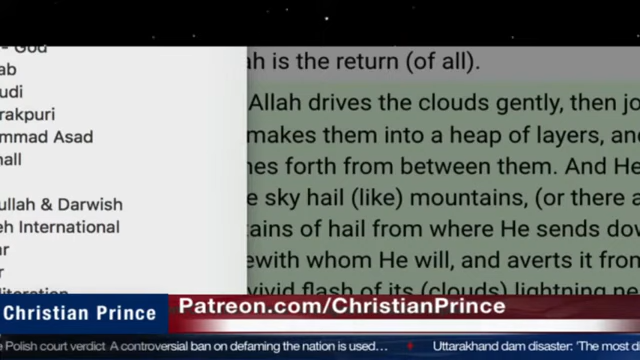 - God
ab
udi
rakpuri
mmad Asad
hall
ullah & Darwish
eh International
ar
r
ah is the return (of all).
Allah drives the clouds gently, then jo
makes them into a heap of layers, and
nes forth from between them. And He
e sky hail (like) mountains, (or there a
tains of hail from where He sends dov
ewith whom He will, and averts it from
vivid flash of its (clouds) lightning ne
Christian Prince
Patreon.com/ChristianPrince
e Polish court verdict A controversial ban on defaming the nation is used... Uttarakhand dam disaster: 'The most di